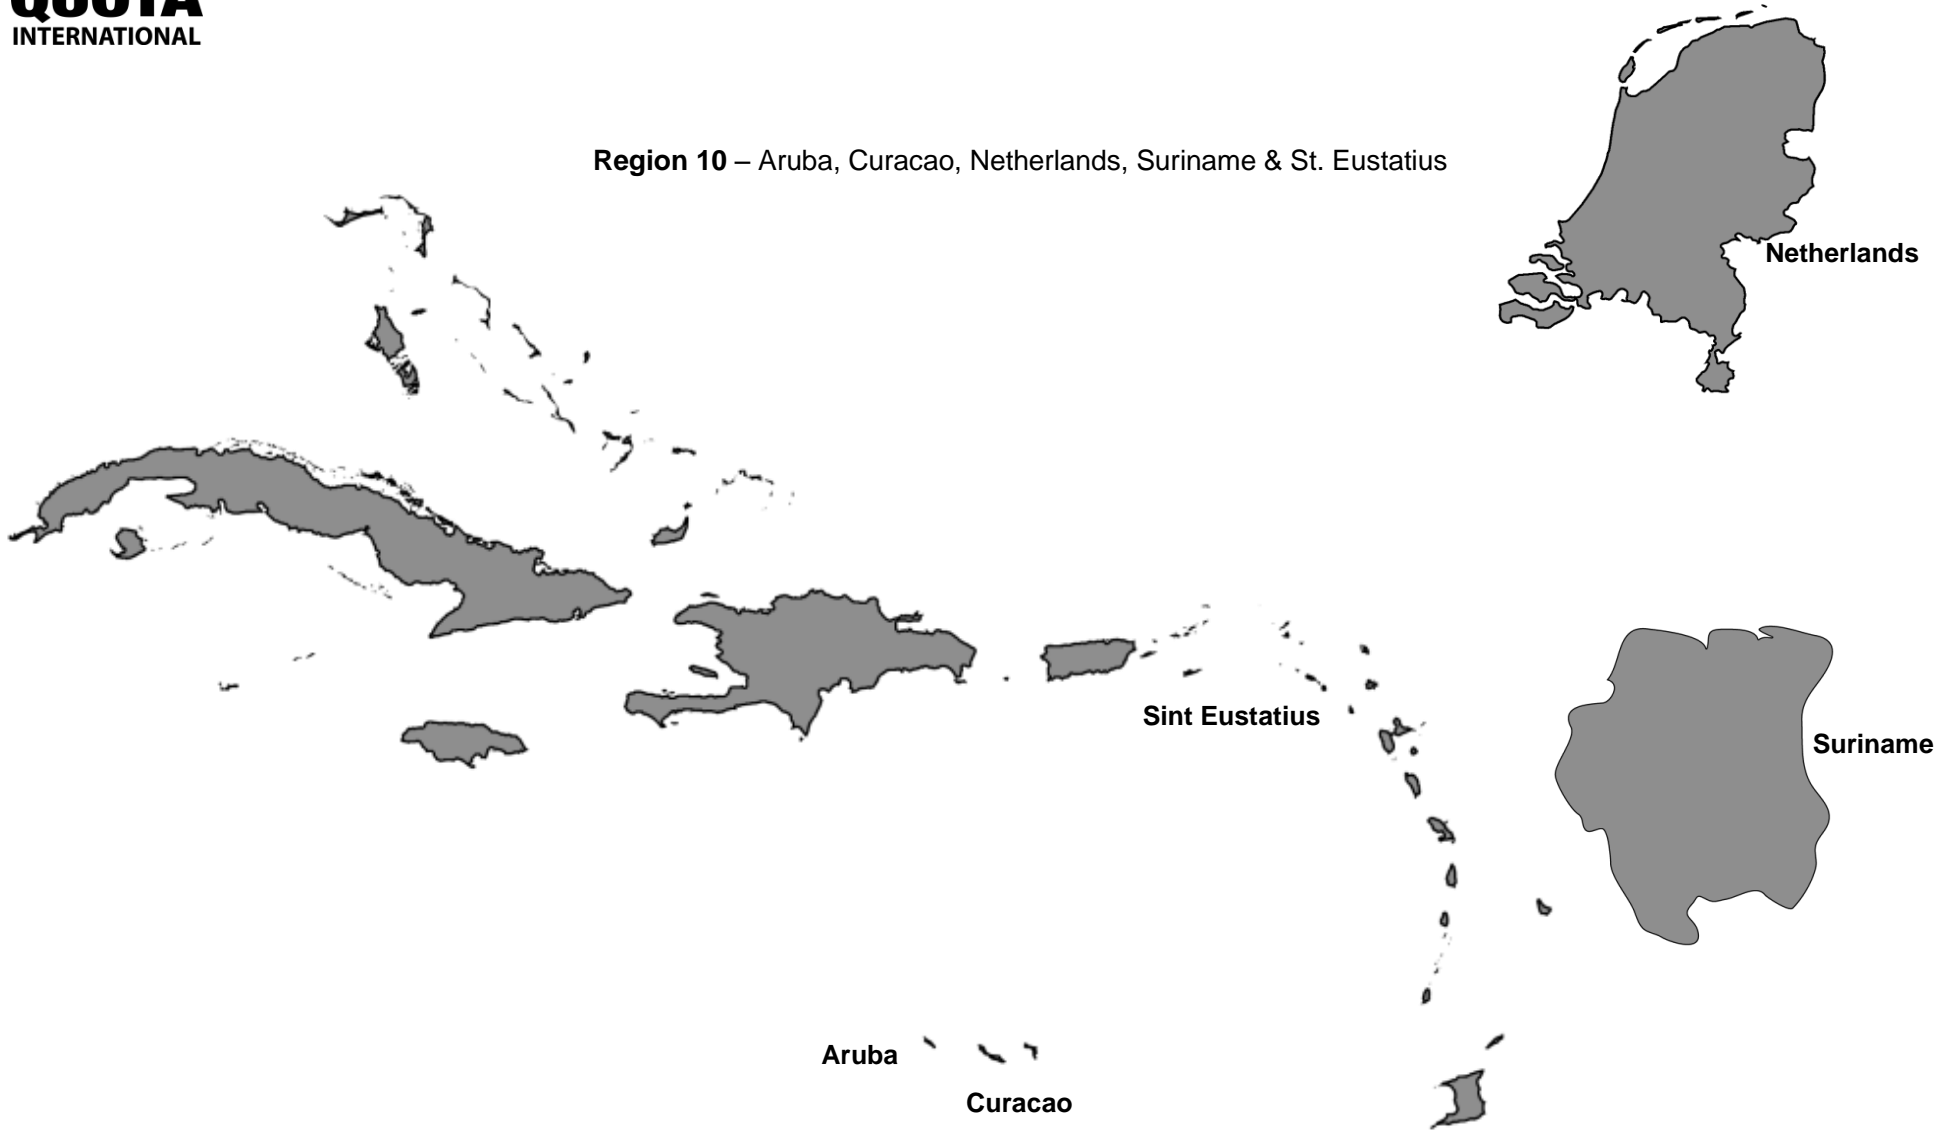 QUOTA
INTERNATIONAL
Region 10 – Aruba, Curacao, Netherlands, Suriname & St. Eustatius
Netherlands
Sint Eustatius
Suriname
Aruba
Curacao